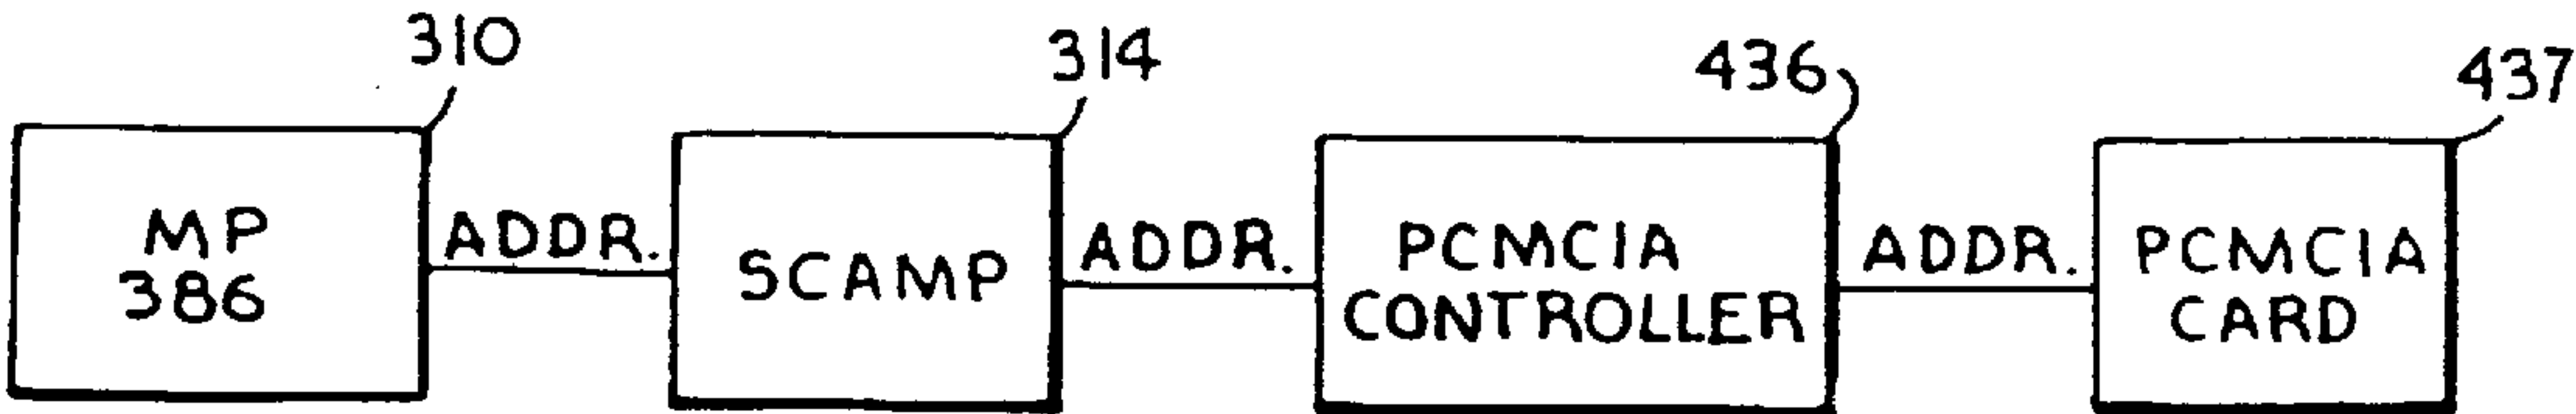 310
314
436
437
MP
386
ADDR.
SCAMP
ADDR.
PCMCIA
CONTROLLER
ADDR.
PCMCIA
CARD